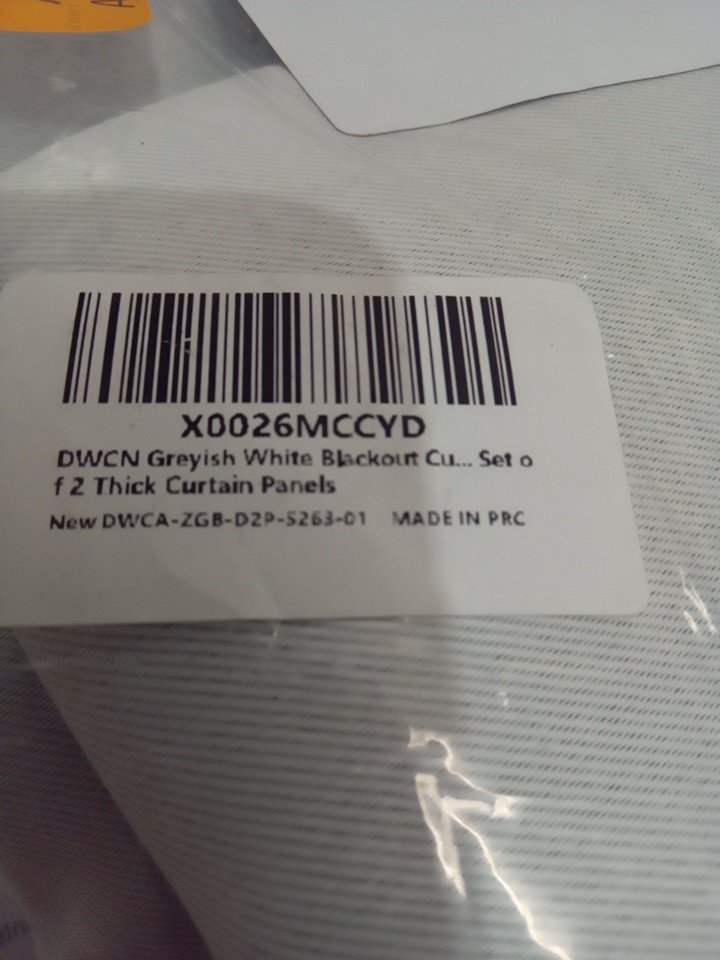 X0026MCCYD
DWCN Greyish White Blackout Cu... Set o
f 2 Thick Curtain Panels
New DWCA-ZGB-D2P-5263-01 MADE IN PRC